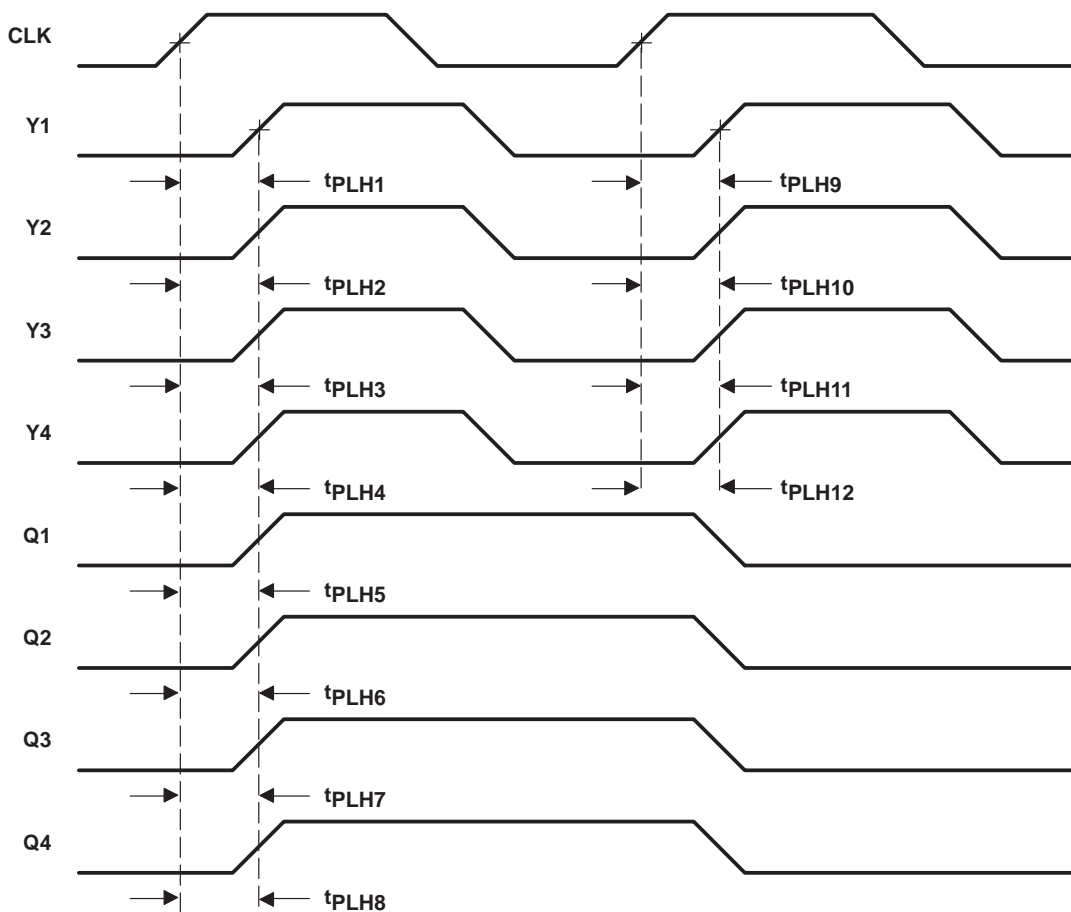 CLK
Y1
tPLH1 tPLH9
Y2
tPLH2 tPLH10
Y3
tPLH3 tPLH11
Y4
tPLH4 tPLH12
Q1
tPLH5
Q2
tPLH6
Q3
tPLH7
Q4
tPLH8